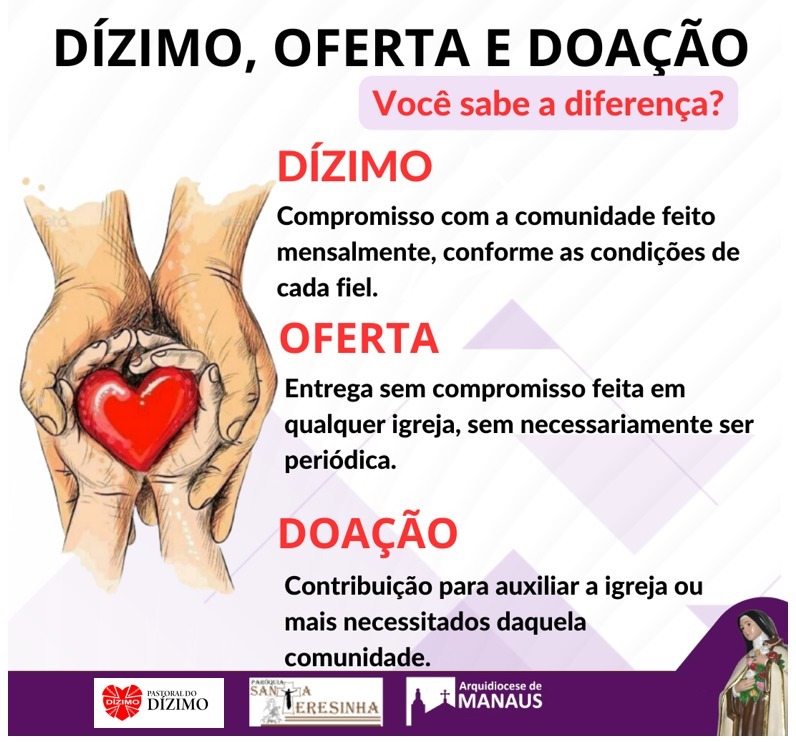 DÍZIMO, OFERTA E DOAÇÃO
Você sabe a diferença?
DÍZIMO
Compromisso com a comunidade feito
mensalmente, conforme as condições de
cada fiel.
OFERTA
Entrega sem compromisso feita em
qualquer igreja, sem necessariamente ser
periódica.
DOAÇÃO
Contribuição para auxiliar a igreja ou
mais necessitados daquela
comunidade.
DÍZIMO
PASTORAL DO
DÍZIMO
PARÓQUIA
SANTA
TERESINHA
Arquidiocese de
MANAUS